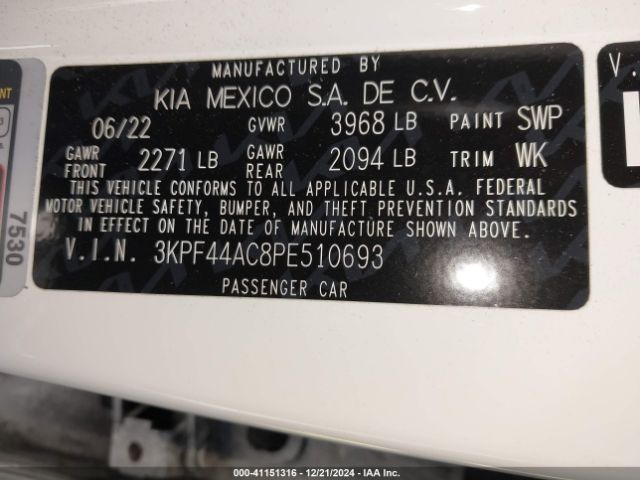 MANUFACTURED BY
KIA MEXICO S.A. DE C.V.
06/22 GVWR 3968 LB PAINT SWP
GAWR FRONT 2271 LB GAWR REAR 2094 LB TRIM WK
THIS VEHICLE CONFORMS TO ALL APPLICABLE U.S.A. FEDERAL
MOTOR VEHICLE SAFETY, BUMPER, AND THEFT PREVENTION STANDARDS
IN EFFECT ON THE DATE OF MANUFACTURE SHOWN ABOVE.
V.I.N. 3KPF44AC8PE510693
PASSENGER CAR
7530
V.
000-41151316 • 12/21/2024 • IAA Inc.